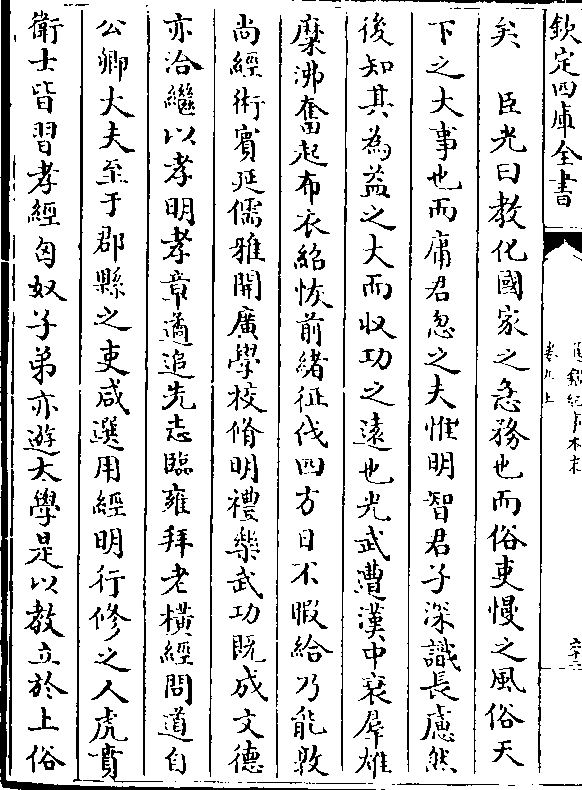 欽定四庫全書
卷九上
矣　臣光曰教化國家之急務也而俗吏慢之風俗天
下之大事也而庸君忽之夫惟明智君子深識長慮然
後知其為益之大而收功之遠也光武遭漢中衰羣雄
糜沸奮起布衣紹恢前緒征伐四方日不暇給乃能敦
尚經術賓延儒雅開廣學校脩明禮樂武功既成文德
亦洽繼以孝明孝章遹追先志臨雍拜老橫經問道自
公卿大夫至于郡縣之吏咸選用經明行修之人虎賁
衛士皆習孝經匈奴子弟亦遊太學是以教立於上俗